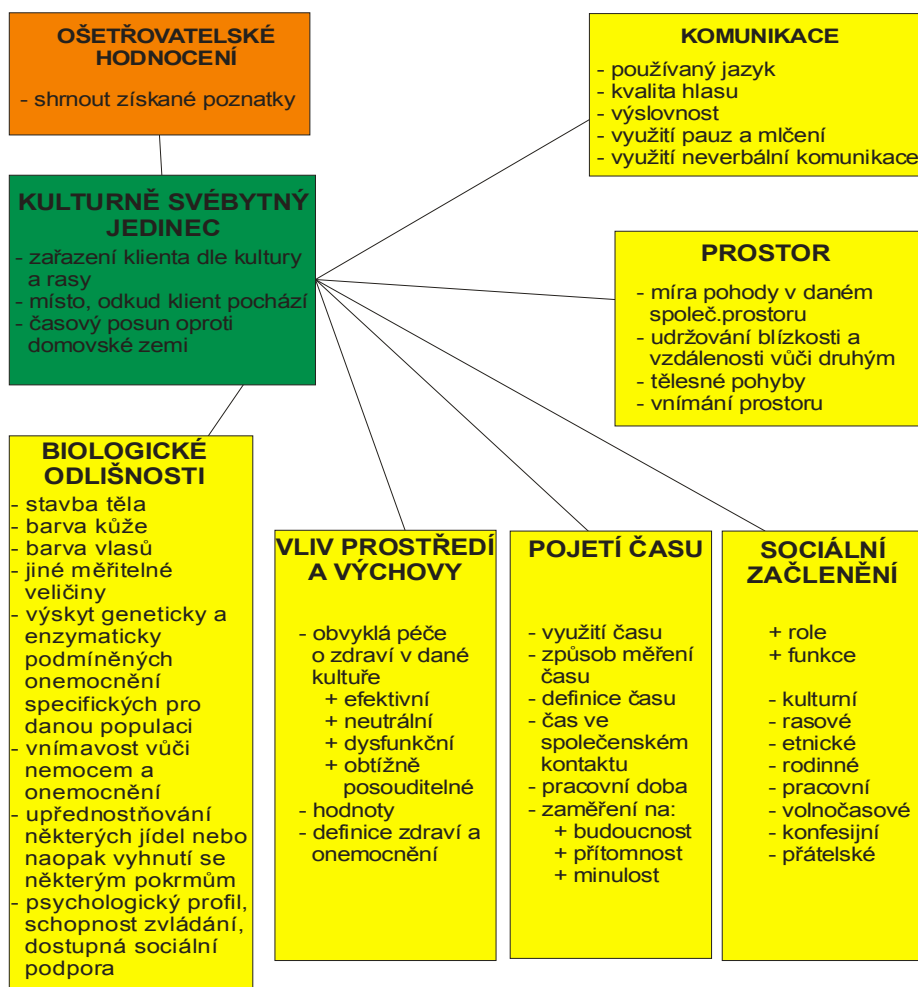 OŠETŘOVATELSKÉ
HODNOCENÍ
- shrnout získané poznatky
KOMUNIKACE
- používaný jazyk
- kvalita hlasu
- výslovnost
- využití pauz a mlčení
- využití neverbální komunikace
KULTURNĚ SVÉBYTNÝ
JEDINEC
- zařazení klienta dle kultury
a rasy
- místo, odkud klient pochází
- časový posun oproti
domovské zemi
PROSTOR
- míra pohody v daném
společ.prostoru
- udržování blízkosti a
vzdálenosti vůči druhým
- tělesné pohyby
- vnímání prostoru
BIOLOGICKÉ
ODLIŠNOSTI
- stavba těla
- barva kůže
- barva vlasů
- jiné měřitelné
veličiny
- výskyt geneticky a
enzymaticky
podmíněných
onemocnění
specifických pro
danou populaci
- vnímavost vůči
nemocem a
onemocnění
- upřednostňování
některých jídel nebo
naopak vyhnutí se
některým pokrmům
- psychologický profil,
schopnost zvládání,
dostupná sociální
podpora
VLIV PROSTŘEDÍ
A VÝCHOVY
- obvyklá péče
o zdraví v dané
kultuře
+ efektivní
+ neutrální
+ dysfunkční
+ obtížně
posouditelné
- hodnoty
- definice zdraví a
onemocnění
POJETÍ ČASU
- využití času
- způsob měření
času
- definice času
- čas ve
společenském
kontaktu
- pracovní doba
- zaměření na:
+ budoucnost
+ přítomnost
+ minulost
SOCIÁLNÍ
ZAČLENĚNÍ
+ role
+ funkce
- kulturní
- rasové
- etnické
- rodinné
- pracovní
- volnočasové
- konfesijní
- přátelské